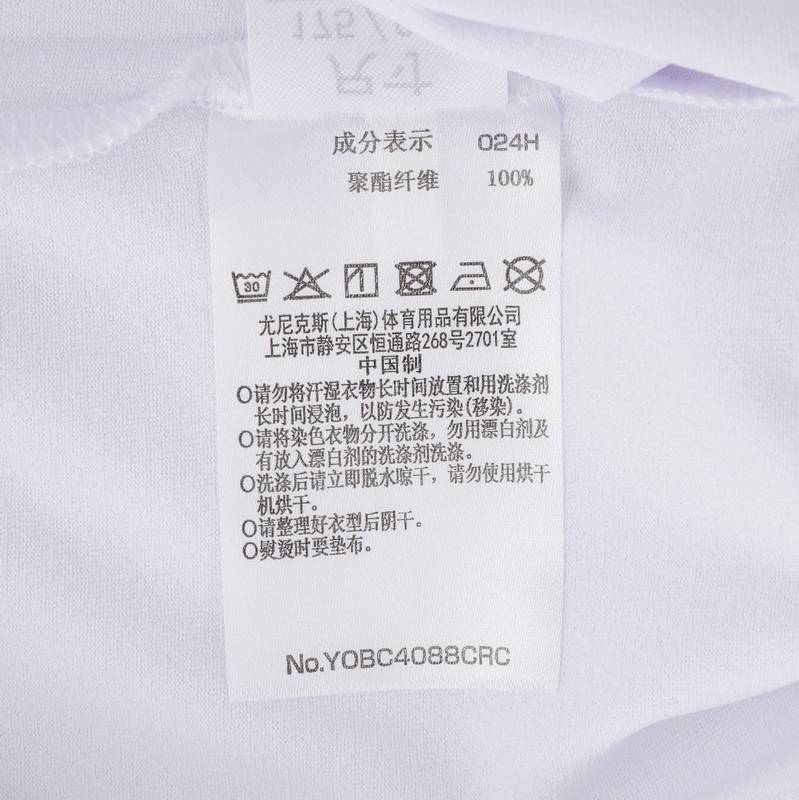 尺寸
175/
成分表示 024H
聚酯纤维 100%
30
尤尼克斯(上海)体育用品有限公司
上海市静安区恒通路268号2701室
中国制
○请勿将汗湿衣物长时间放置和用洗涤剂
长时间浸泡，以防发生污染(移染)。
○请将染色衣物分开洗涤，勿用漂白剂及
有放入漂白剂的洗涤剂洗涤。
○洗涤后请立即脱水晾干，请勿使用烘干
机烘干。
○请整理好衣型后阴干。
○熨烫时要垫布。
No.YOBC4088CRC